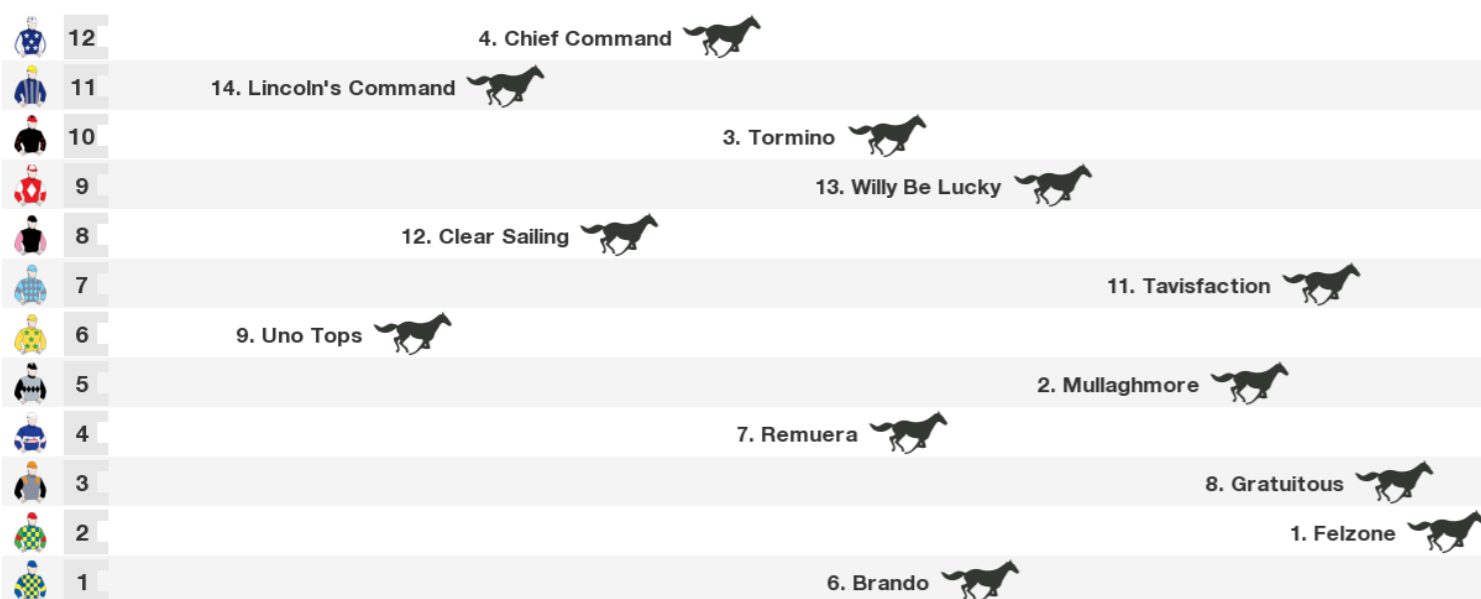 12 4. Chief Command
11 14. Lincoln's Command
10 3. Tormino
9 13. Willy Be Lucky
8 12. Clear Sailing
7 11. Tavisfaction
6 9. Uno Tops
5 2. Mullaghmore
4 7. Remuera
3 8. Gratuitous
2 1. Felzone
1 6. Brando